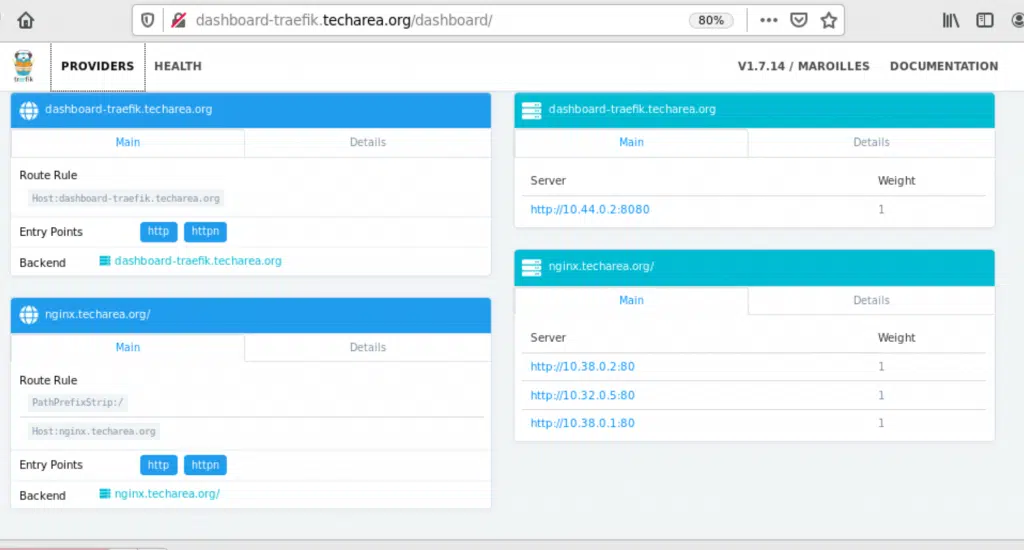 dashboard-traefik.techarea.org/dashboard/ 80%
træfik PROVIDERS HEALTH V1.7.14 / MAROILLES DOCUMENTATION
dashboard-traefik.techarea.org
Main Details
Route Rule
Host:dashboard-traefik.techarea.org
Entry Points http httpn
Backend dashboard-traefik.techarea.org
nginx.techarea.org/
Main Details
Route Rule
PathPrefixStrip:/
Host:nginx.techarea.org
Entry Points http httpn
Backend nginx.techarea.org/
dashboard-traefik.techarea.org
Main Details
Server Weight
http://10.44.0.2:8080 1
nginx.techarea.org/
Main Details
Server Weight
http://10.38.0.2:80 1
http://10.32.0.5:80 1
http://10.38.0.1:80 1